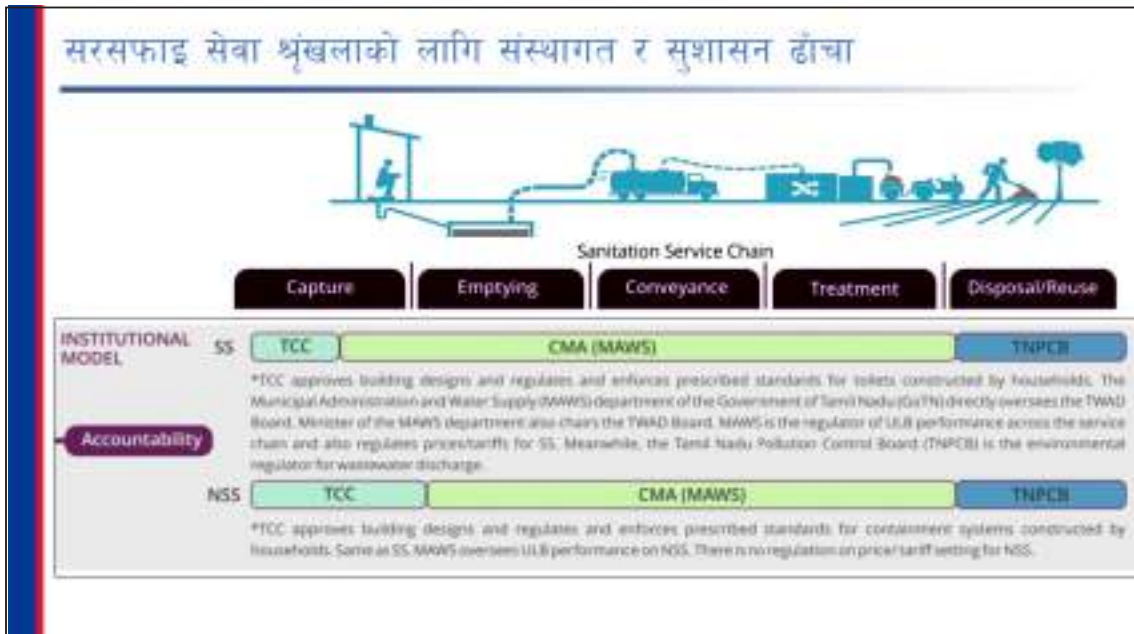 सरसफाइ सेवा श्रृंखलाको लागि संस्थागत र सुशासन ढाँचा
Sanitation Service Chain
Capture Emptying Conveyance Treatment Disposal/Reuse
INSTITUTIONAL MODEL
SS TCC CMA (MAWS) TNPCB
*TCC approves building designs and regulates and enforces prescribed standards for toilets constructed by households. The
Municipal Administration and Water Supply (MAWS) department of the Government of Tamil Nadu (GoTN) directly oversees the TWAD
Board. Minister of the MAWS department also chairs the TWAD Board. MAWS is the regulator of ULB performance across the service
chain and also regulates prices/tariffs for SS. Meanwhile, the Tamil Nadu Pollution Control Board (TNPCB) is the environmental
regulator for wastewater discharge.
Accountability
NSS TCC CMA (MAWS) TNPCB
*TCC approves building designs and regulates and enforces prescribed standards for containment systems constructed by
households. Same as SS, MAWS oversees ULB performance on NSS. There is no regulation on price/tariff setting for NSS.